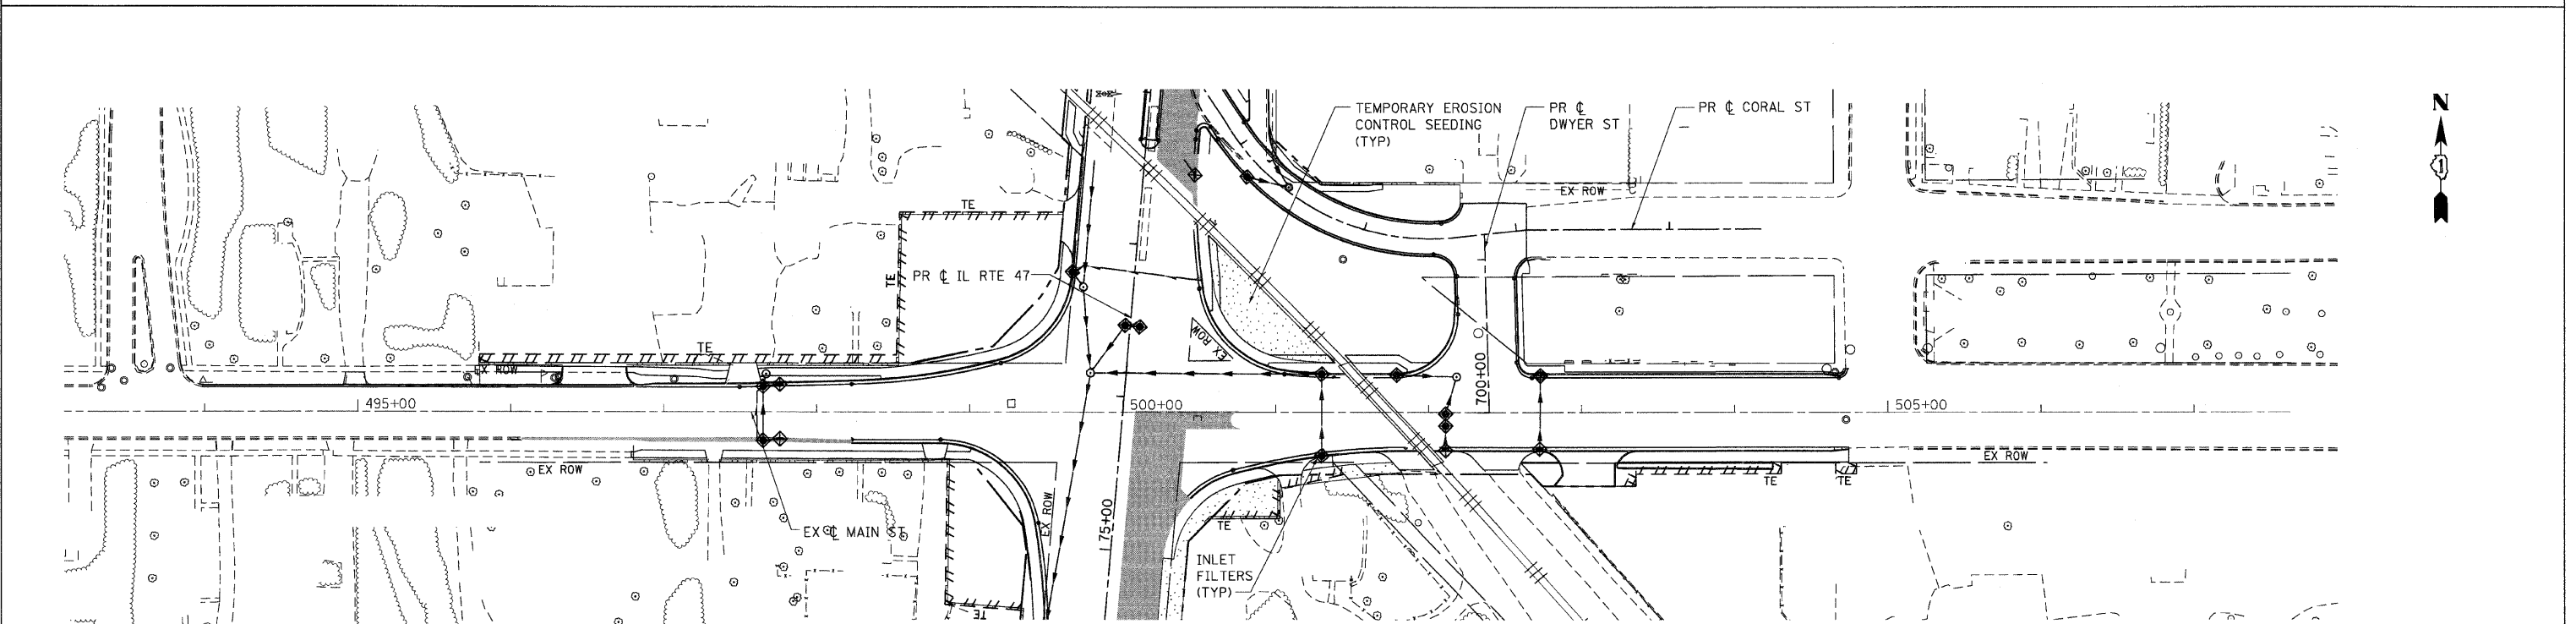 TEMPORARY EROSION
CONTROL SEEDING
(TYP)
PR ℄
DWYER ST
PR ℄ CORAL ST
N
EX ROW
TE
TE
PR ℄ IL RTE 47
EX ROW
TE
EX ROW
495+00
500+00
700+00
505+00
EX ROW
EX ROW
TE
TE
EX ROW
175+00
TE
EX ℄ MAIN ST
INLET
FILTERS
(TYP)
TE